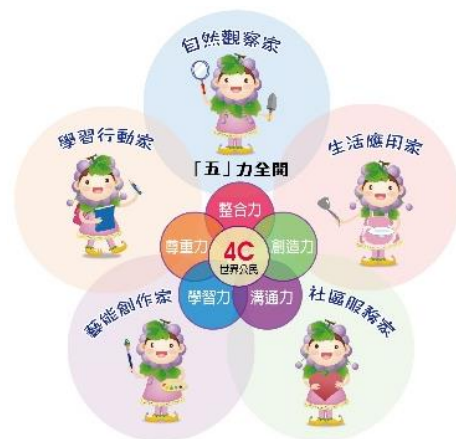 自然觀察家
學習行動家
生活應用家
「五」力全開
整合力
尊重力
4C
世界公民
創造力
學習力
溝通力
藝能創作家
社區服務家